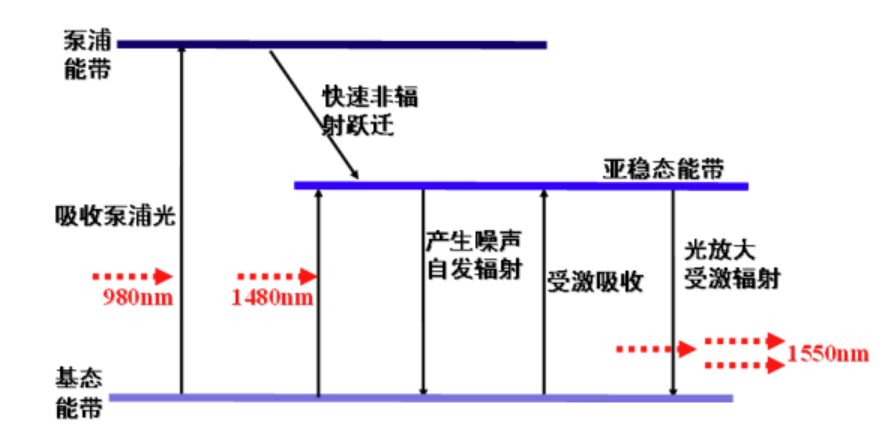 泵浦
能带
快速非辐
射跃迁
亚稳态能带
吸收泵浦光
产生噪声
自发辐射
受激吸收
光放大
受激辐射
980nm
1480nm
1550nm
基态
能带